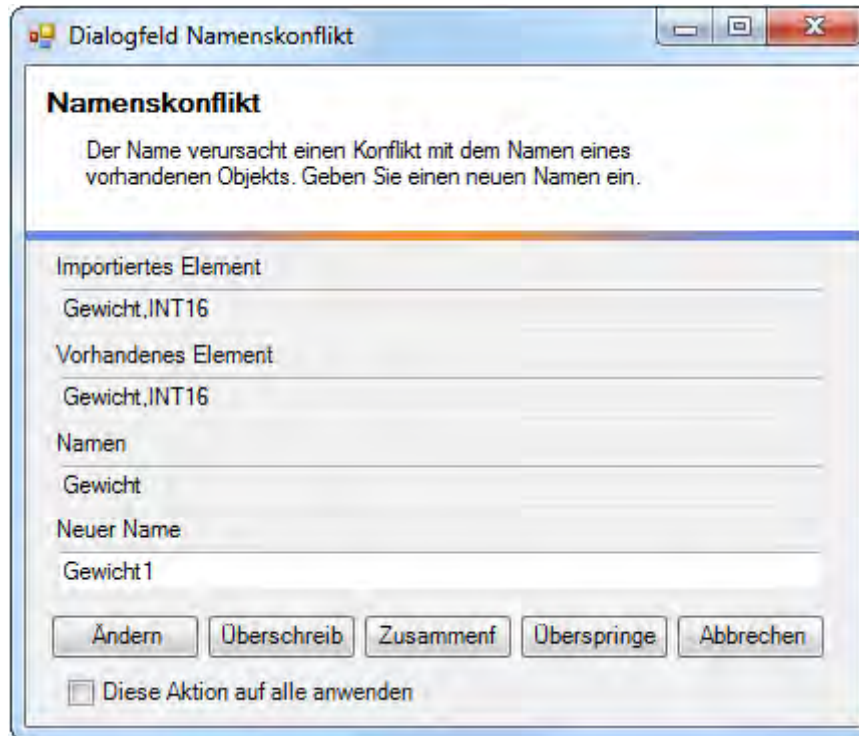 Dialogfeld Namenskonflikt
Namenskonflikt
Der Name verursacht einen Konflikt mit dem Namen eines
vorhandenen Objekts. Geben Sie einen neuen Namen ein.
Importiertes Element
Gewicht,INT16
Vorhandenes Element
Gewicht,INT16
Namen
Gewicht
Neuer Name
Gewicht1
Ändern Überschreib Zusammenf Überspringe Abbrechen
Diese Aktion auf alle anwenden